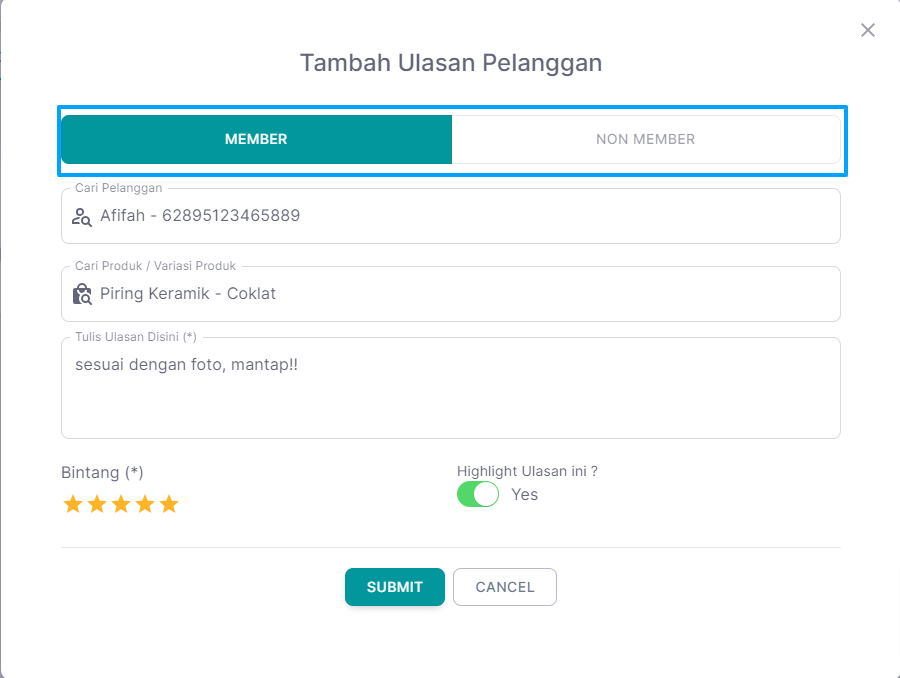 Tambah Ulasan Pelanggan
MEMBER
NON MEMBER
Cari Pelanggan
Afifah - 62895123465889
Cari Produk / Variasi Produk
Piring Keramik - Coklat
Tulis Ulasan Disini (*)
sesuai dengan foto, mantap!!
Bintang (*)
Highlight Ulasan ini ?
Yes
SUBMIT
CANCEL